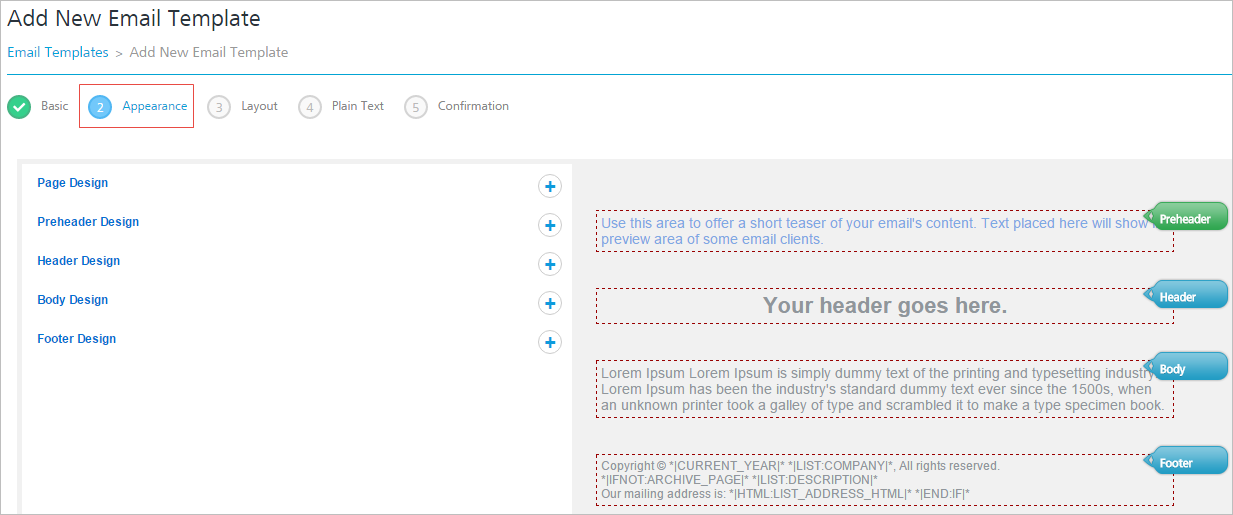 Add New Email Template
Email Templates > Add New Email Template
Basic 2 Appearance 3 Layout 4 Plain Text 5 Confirmation
Page Design
Preheader Design
Header Design
Body Design
Footer Design
Use this area to offer a short teaser of your email's content. Text placed here will show
preview area of some email clients.
Preheader
Your header goes here.
Header
Lorem Ipsum Lorem Ipsum is simply dummy text of the printing and typesetting industry
Lorem Ipsum has been the industry's standard dummy text ever since the 1500s, when
an unknown printer took a galley of type and scrambled it to make a type specimen book.
Body
Copyright © *|CURRENT_YEAR|* *|LIST:COMPANY|*, All rights reserved.
*|IFNOT:ARCHIVE_PAGE|* *|LIST:DESCRIPTION|*
Our mailing address is: *|HTML:LIST_ADDRESS_HTML|* *|END:IF|*
Footer